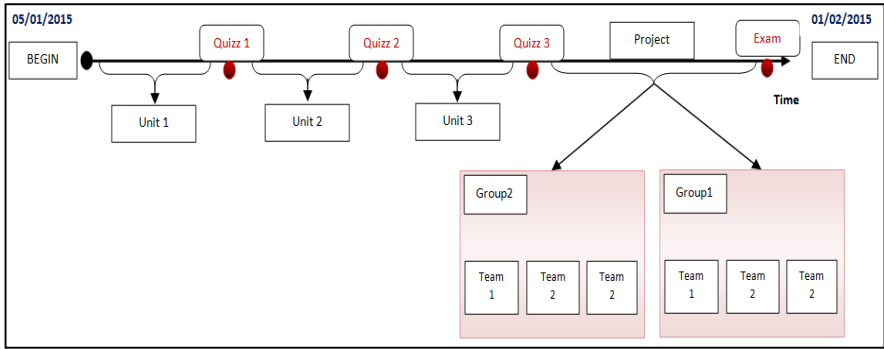 05/01/2015
01/02/2015
BEGIN
Quizz 1
Quizz 2
Quizz 3
Project
Exam
END
Time
Unit 1
Unit 2
Unit 3
Group2
Group1
Team
1
Team
2
Team
2
Team
1
Team
2
Team
2